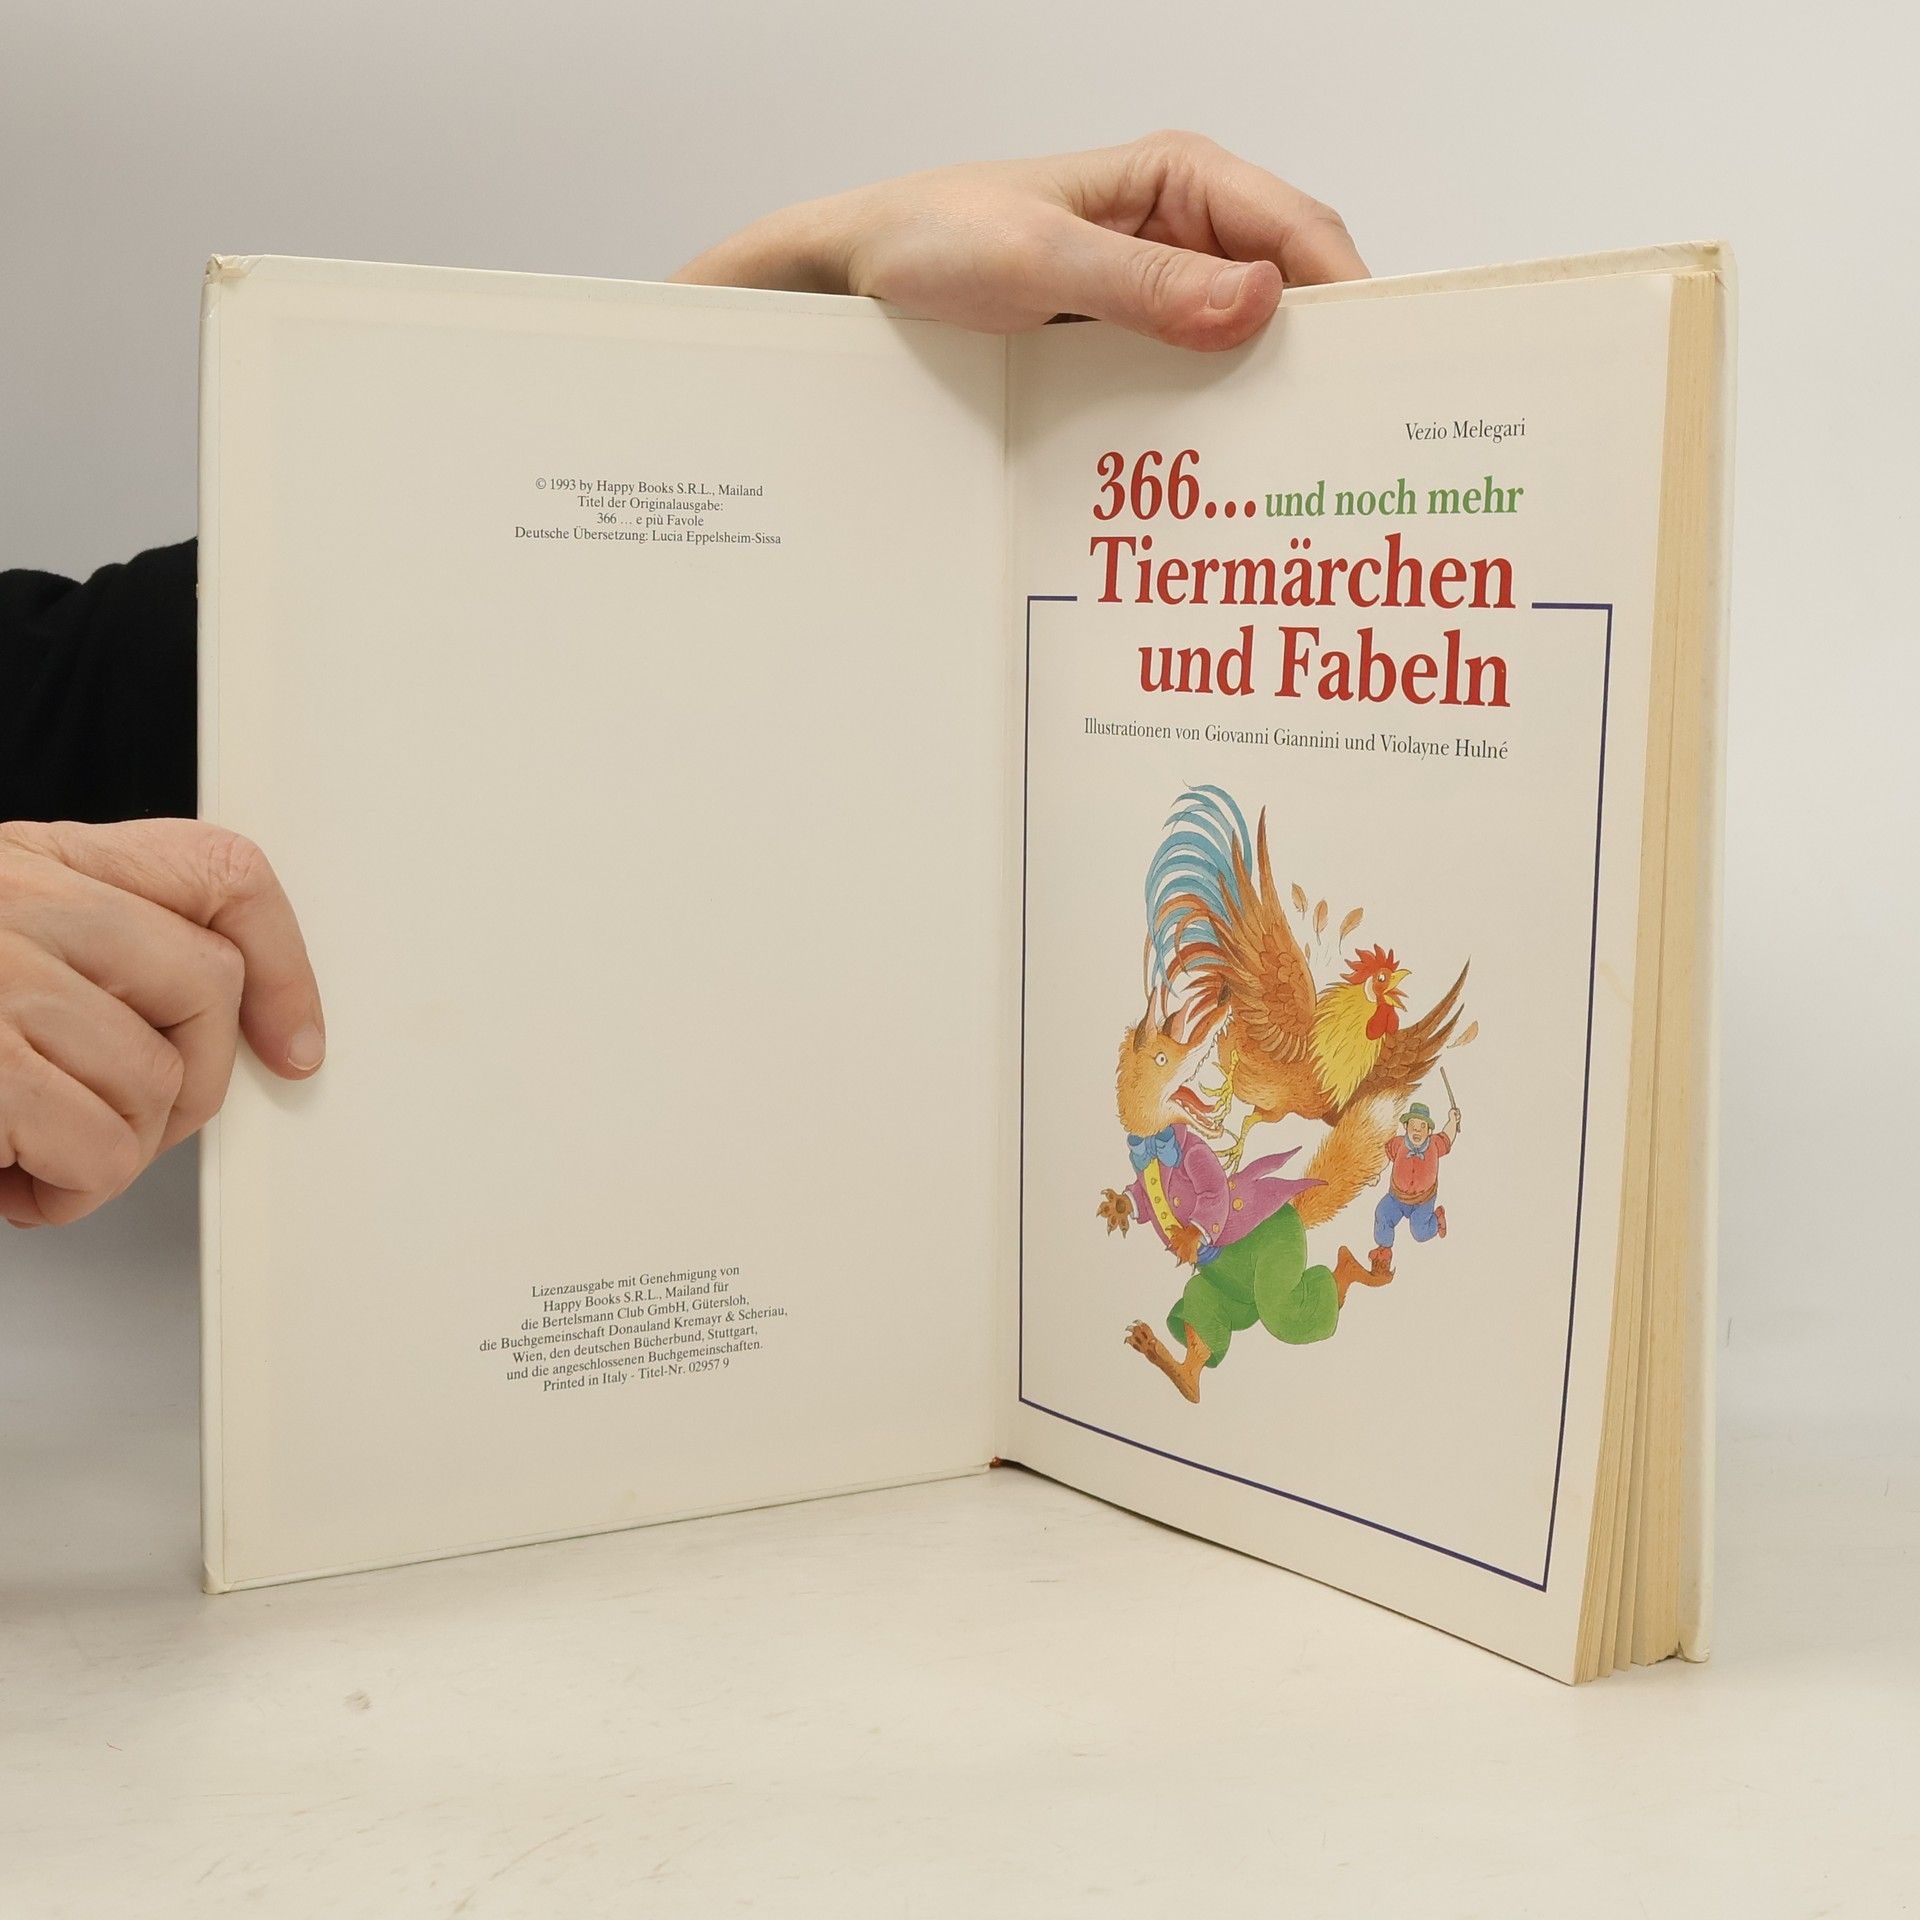 © 1993 by Happy Books S.R.L., Mailand
Titel der Originalausgabe:
366 … e più Favole
Deutsche Übersetzung: Lucia Eppelsheim-Sissa
Lizenzausgabe mit Genehmigung von
Happy Books S.R.L., Mailand für
die Bertelsmann Club GmbH, Gütersloh,
die Buchgemeinschaft Donauland Kremayr & Scheriau,
Wien, den deutschen Bücherbund, Stuttgart,
und die angeschlossenen Buchgemeinschaften.
Printed in Italy - Titel-Nr. 02957 9
Vezio Melegari
366... und noch mehr
Tiermärchen
und Fabeln
Illustrationen von Giovanni Giannini und Violayne Hulné